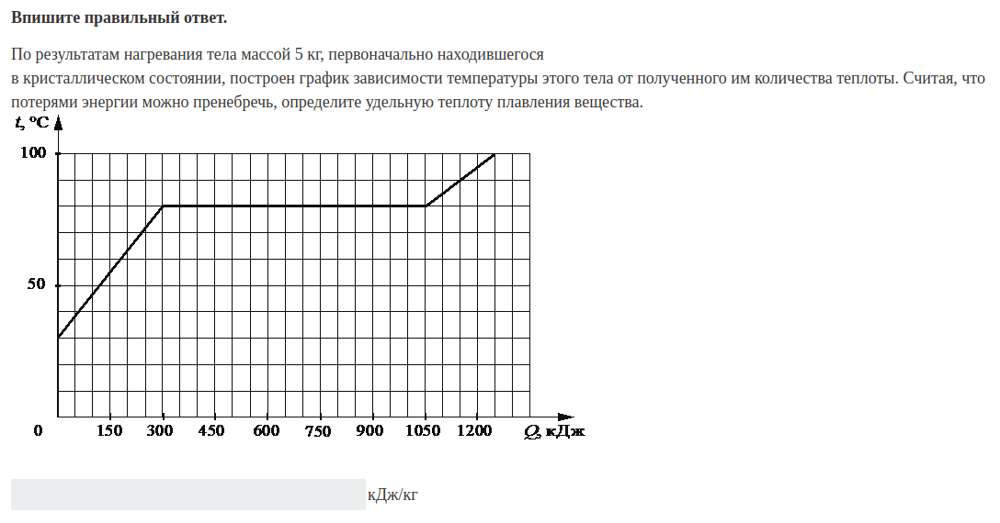 Впишите правильный ответ.
По результатам нагревания тела массой 5 кг, первоначально находившегося
в кристаллическом состоянии, построен график зависимости температуры этого тела от полученного им количества теплоты. Считая, что
потерями энергии можно пренебречь, определите удельную теплоту плавления вещества.
t, °C
100
50
0 150 300 450 600 750 900 1050 1200 Q, кДж
кДж/кг